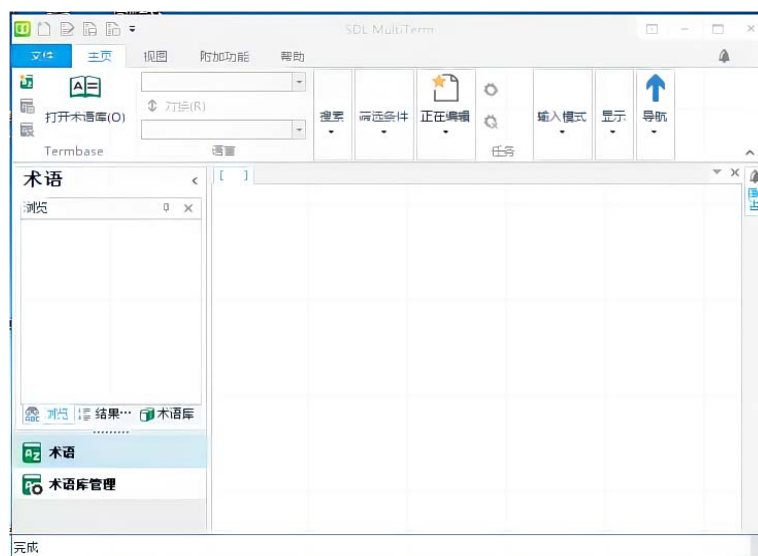 SDL MultiTerm
文件 主页 视图 附加功能 帮助
打开术语库(O)
切换(R)
搜索 筛选条件 正在编辑 输入模式 显示 导航
Termbase 语言 任务
术语
[ ]
浏览
浏览 结果… 术语库
术语
术语库管理
完成